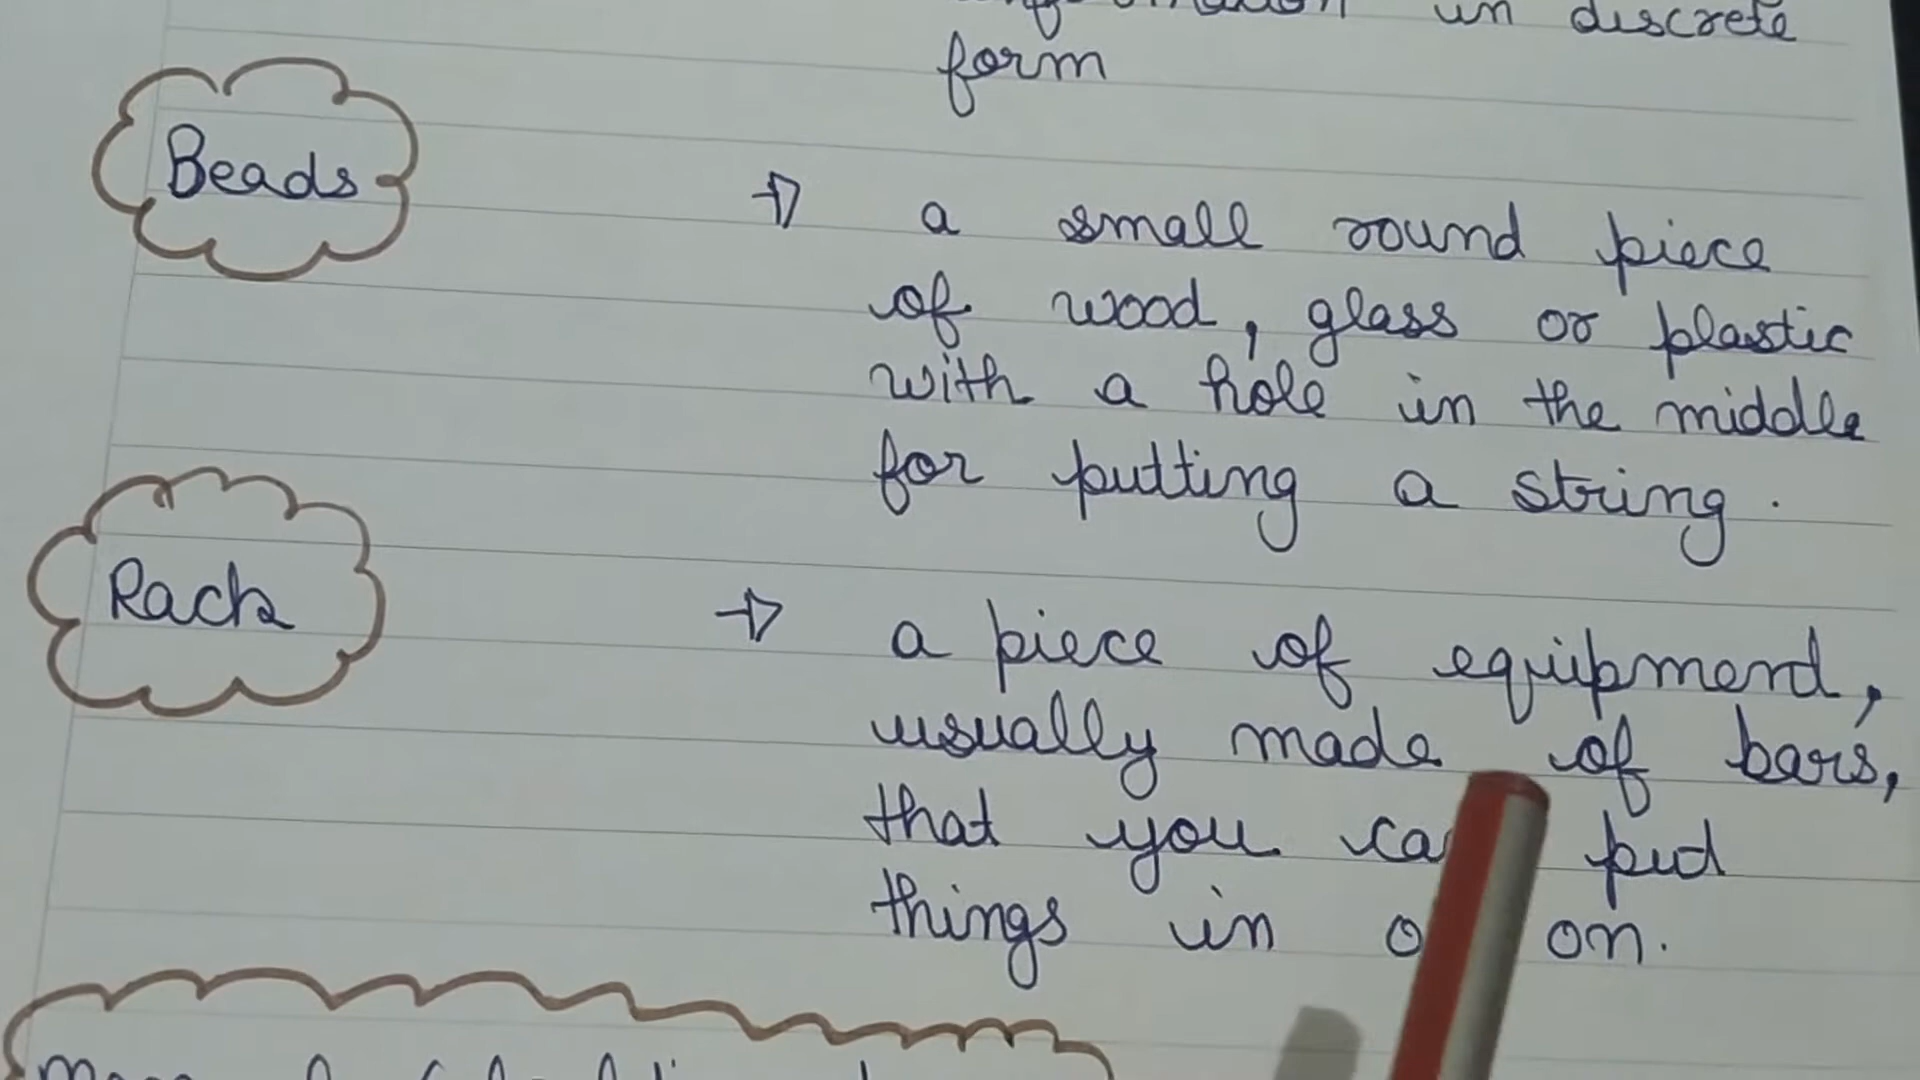 in discrete
form
Beads → a small round piece
of wood, glass or plastic
with a hole in the middle
for putting a string.
Rack → a piece of equipment,
usually made of bars,
that you put
things in on.